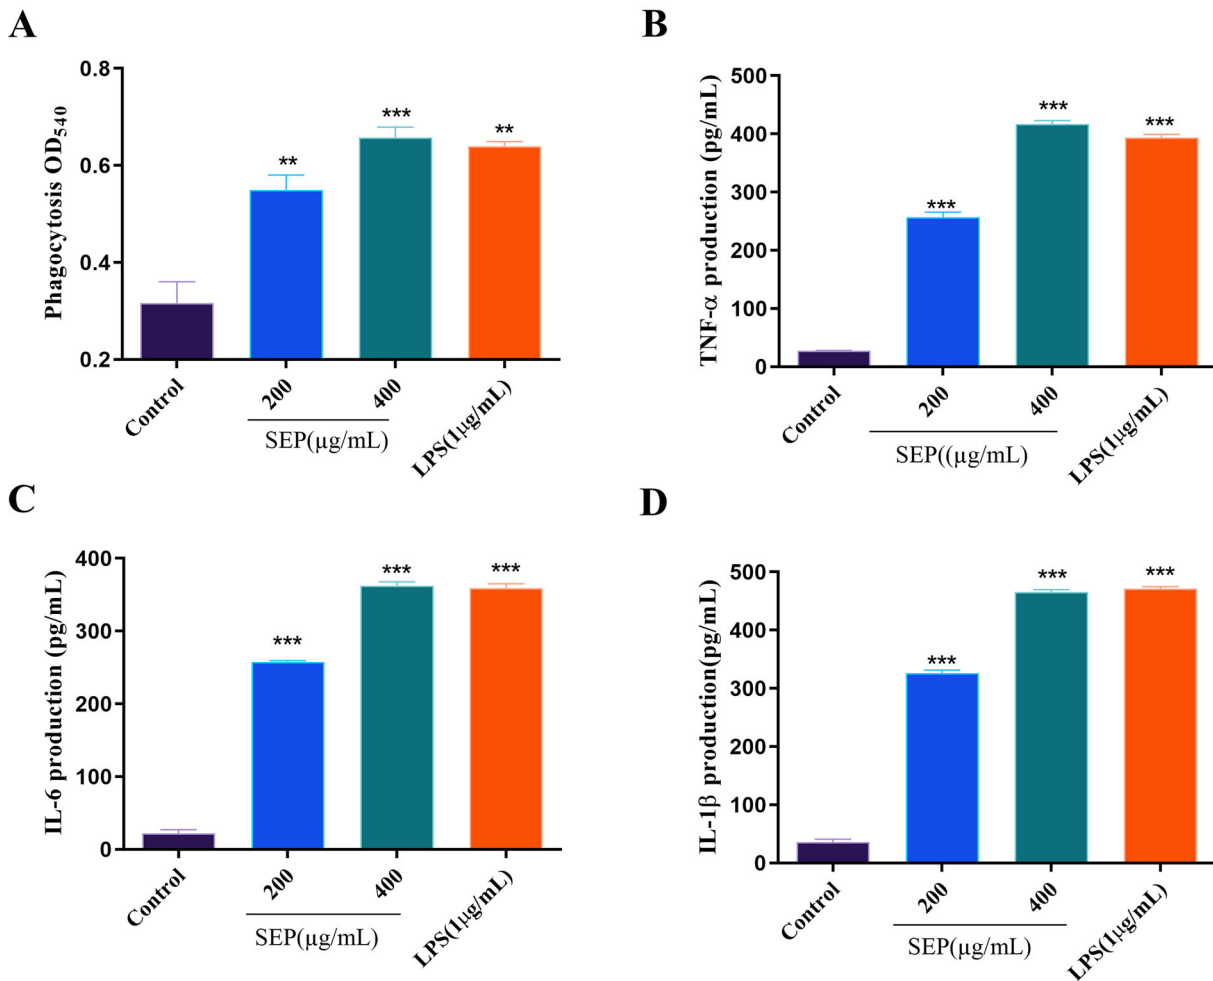 A
Phagocytosis OD540
0.8
0.6
0.4
0.2
**
***
**
Control
200
400
LPS(1μg/mL)
SEP(μg/mL)
B
TNF-α production (pg/mL)
500
400
300
200
100
0
***
***
***
Control
200
400
LPS(1μg/mL)
SEP((μg/mL)
C
IL-6 production (pg/mL)
400
300
200
100
0
***
***
***
Control
200
400
LPS(1μg/mL)
SEP(μg/mL)
D
IL-1β production(pg/mL)
500
400
300
200
100
0
***
***
***
Control
200
400
LPS(1μg/mL)
SEP(μg/mL)